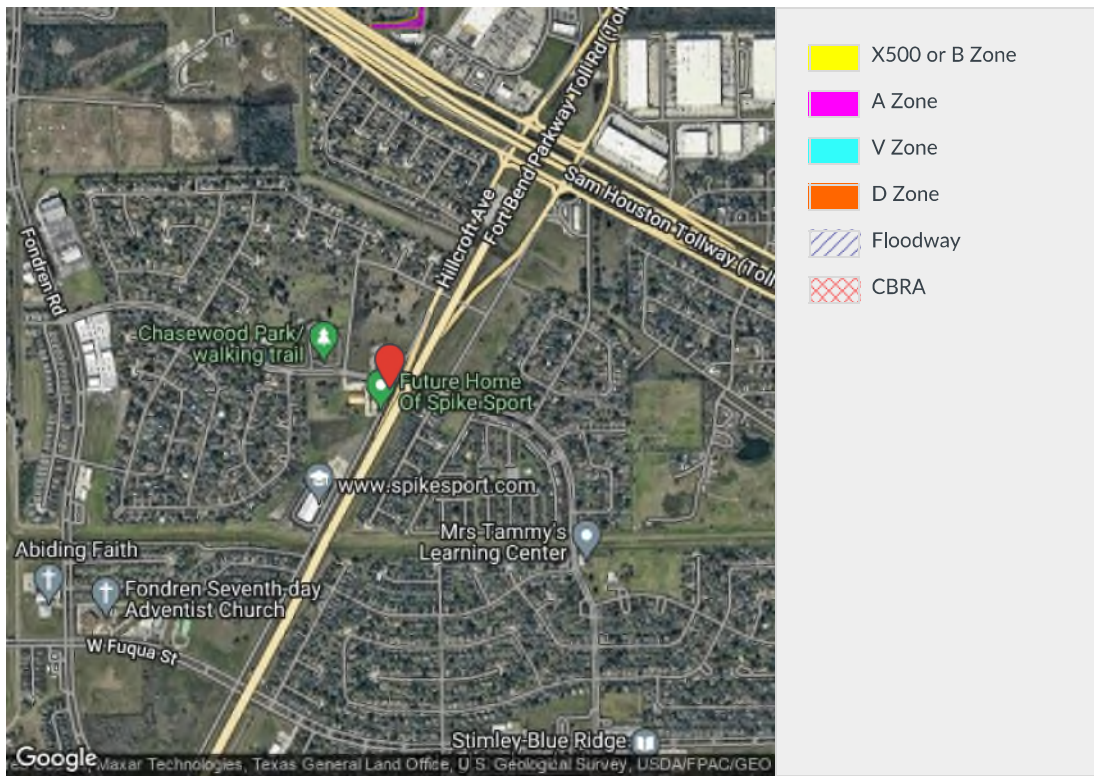 Fort Bend Parkway Toll Rd (Toll
Hillcroft Ave
Sam Houston Tollway (Toll
Fondren Rd
Chasewood Park/
walking trail
Future Home
Of Spike Sport
www.spikesport.com
Mrs Tammy's
Learning Center
Abiding Faith
Fondren Seventh-day
Adventist Church
W Fuqua St
Stimley-Blue Ridge
Google
Maxar Technologies, Texas General Land Office, U.S. Geological Survey, USDA/FPAC/GEO
X500 or B Zone
A Zone
V Zone
D Zone
Floodway
CBRA